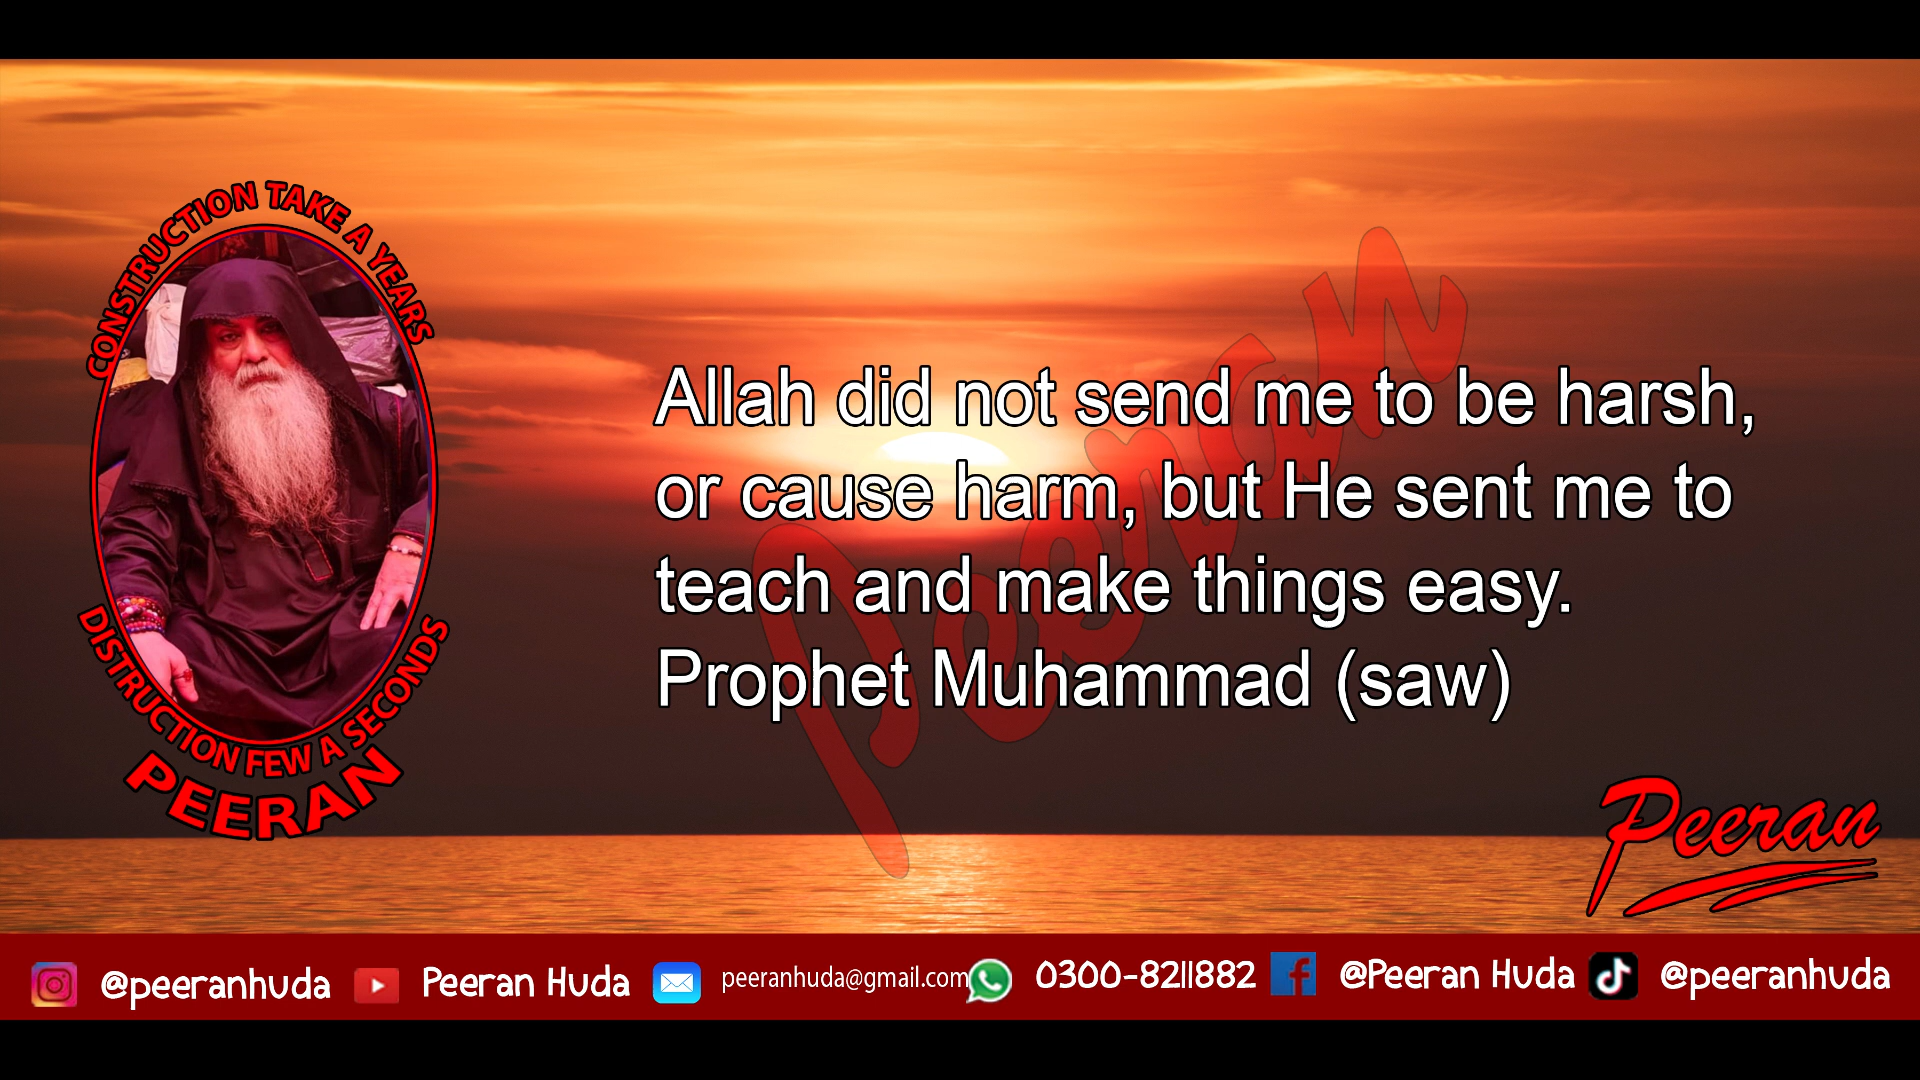 CONSTRUCTION TAKE A YEARS
DISTRUCTION FEW A SECONDS
PEERAN
Allah did not send me to be harsh,
or cause harm, but He sent me to
teach and make things easy.
Prophet Muhammad (saw)
Peeran
Peeran
@peeranhuda Peeran Huda peeranhuda@gmail.com 0300-8211882 @Peeran Huda @peeranhuda